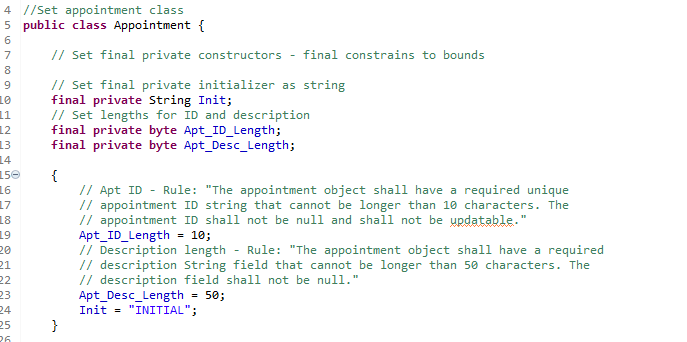 4 //Set appointment class
5 public class Appointment {
6
7 // Set final private constructors - final constrains to bounds
8
9 // Set final private initializer as string
10 final private String Init;
11 // Set lengths for ID and description
12 final private byte Apt_ID_Length;
13 final private byte Apt_Desc_Length;
14
15 {
16 // Apt ID - Rule: "The appointment object shall have a required unique
17 // appointment ID string that cannot be longer than 10 characters. The
18 // appointment ID shall not be null and shall not be updatable."
19 Apt_ID_Length = 10;
20 // Description length - Rule: "The appointment object shall have a required
21 // description String field that cannot be longer than 50 characters. The
22 // description field shall not be null."
23 Apt_Desc_Length = 50;
24 Init = "INITIAL";
25 }
26